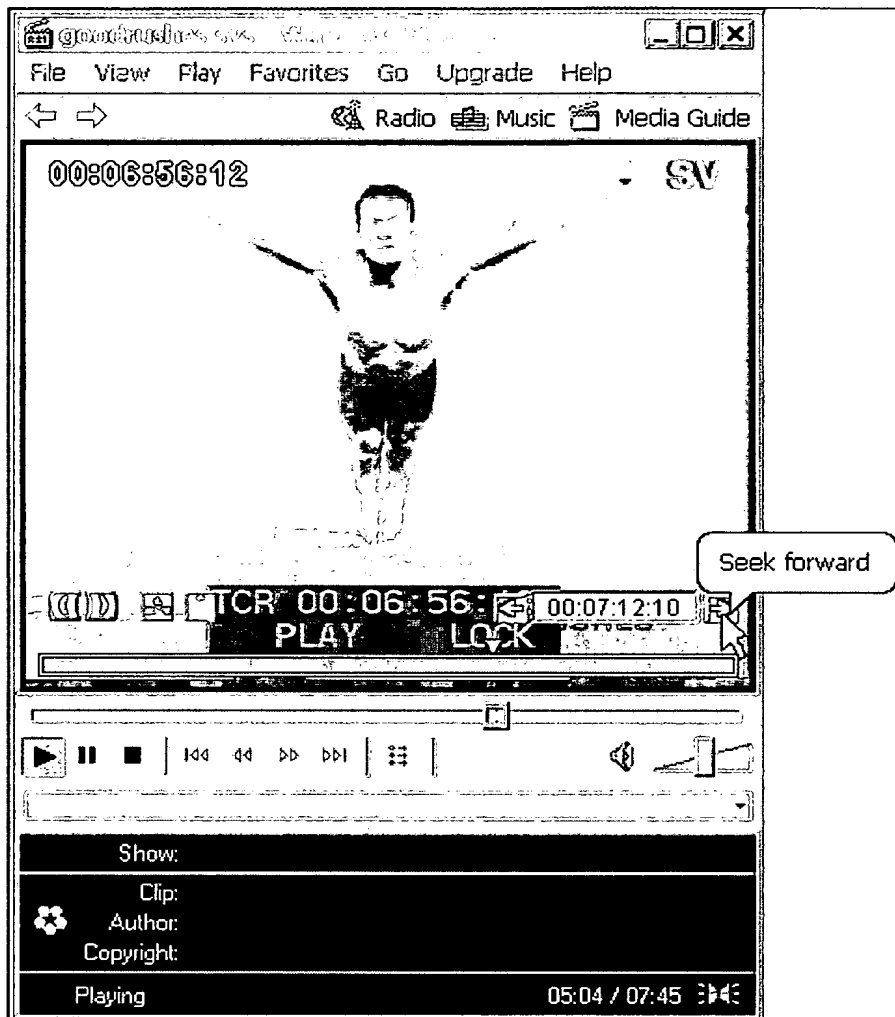 File View Play Favorites Go Upgrade Help
Radio Music Media Guide
00:06:56:12 SV
Seek forward
TCR 00:06:56: 00:07:12:10
PLAY LOCK
Show:
Clip:
Author:
Copyright:
Playing 05:04 / 07:45